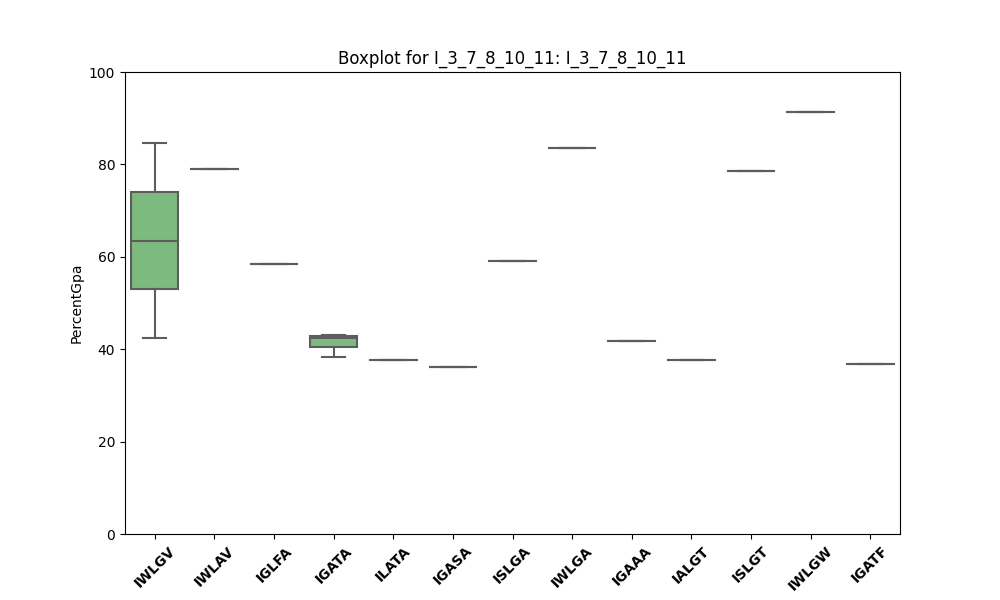 Boxplot for I_3_7_8_10_11: I_3_7_8_10_11
PercentGpa
100
80
60
40
20
0
IWLGV
IWLAV
IGLFA
IGATA
ILATA
IGASA
ISLGA
IWLGA
IGAAA
IALGT
ISLGT
IWLGW
IGATF